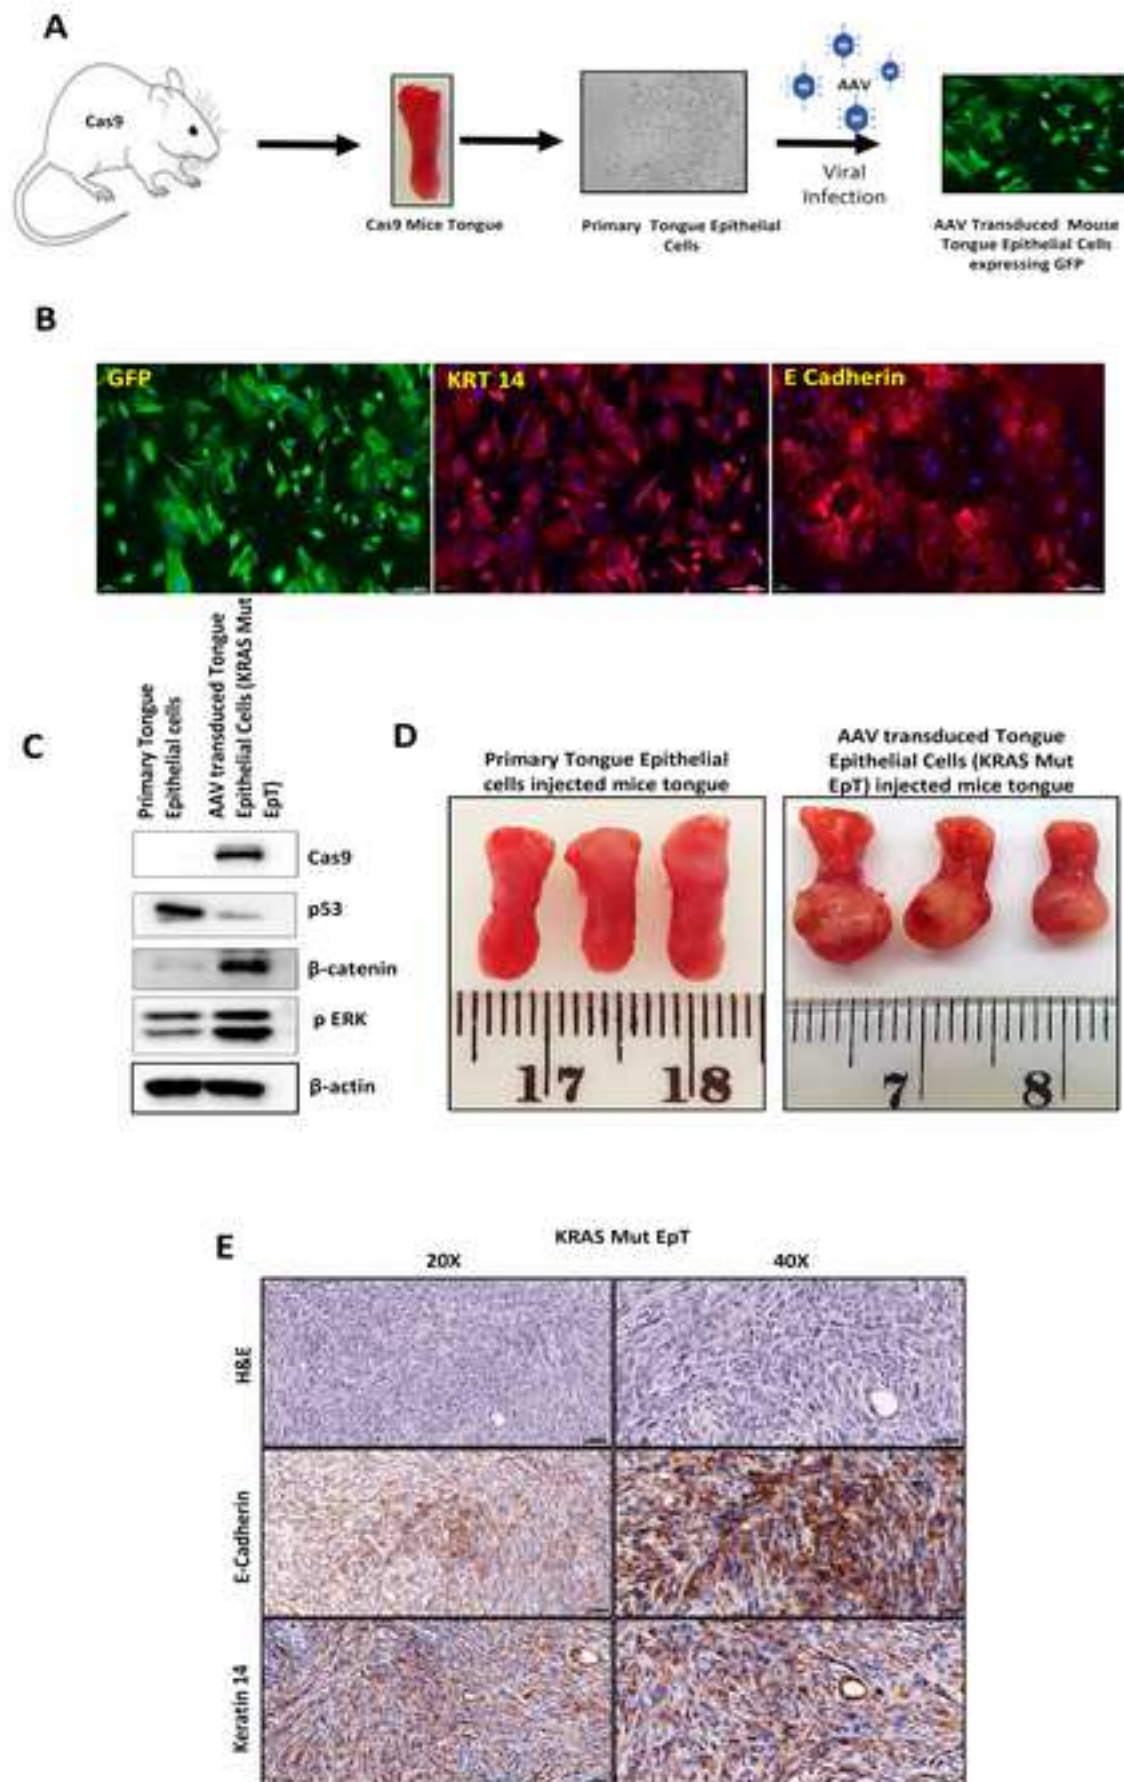 A
Cas9
AAV
Viral
Infection
Cas9 Mice Tongue
Primary Tongue Epithelial
Cells
AAV Transduced Mouse
Tongue Epithelial Cells
expressing GFP
B
GFP
KRT 14
E Cadherin
C
Primary Tongue
Epithelial cells
AAV transduced Tongue
Epithelial Cells (KRAS Mut
EpT)
Cas9
p53
β-catenin
p ERK
β-actin
D
Primary Tongue Epithelial
cells injected mice tongue
AAV transduced Tongue
Epithelial Cells (KRAS Mut
EpT) injected mice tongue
17 18
7 8
E
KRAS Mut EpT
20X 40X
H&E
E-Cadherin
Keratin 14